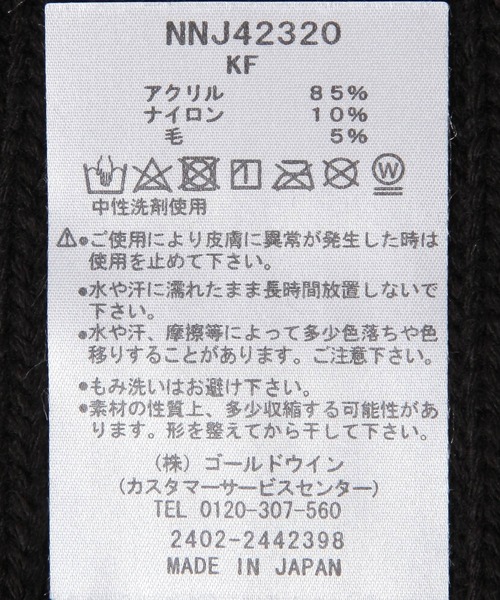 NNJ42320
KF
アクリル 85%
ナイロン 10%
毛 5%
W
中性洗剤使用
⚠●ご使用により皮膚に異常が発生した時は
使用を止めて下さい。
●水や汗に濡れたまま長時間放置しないで
下さい。
●水や汗、摩擦等によって多少色落ちや色
移りすることがあります。ご注意下さい。
●もみ洗いはお避け下さい。
●素材の性質上、多少収縮する可能性があ
ります。形を整えてから干して下さい。
(株)ゴールドウイン
(カスタマーサービスセンター)
TEL 0120-307-560
2402-2442398
MADE IN JAPAN